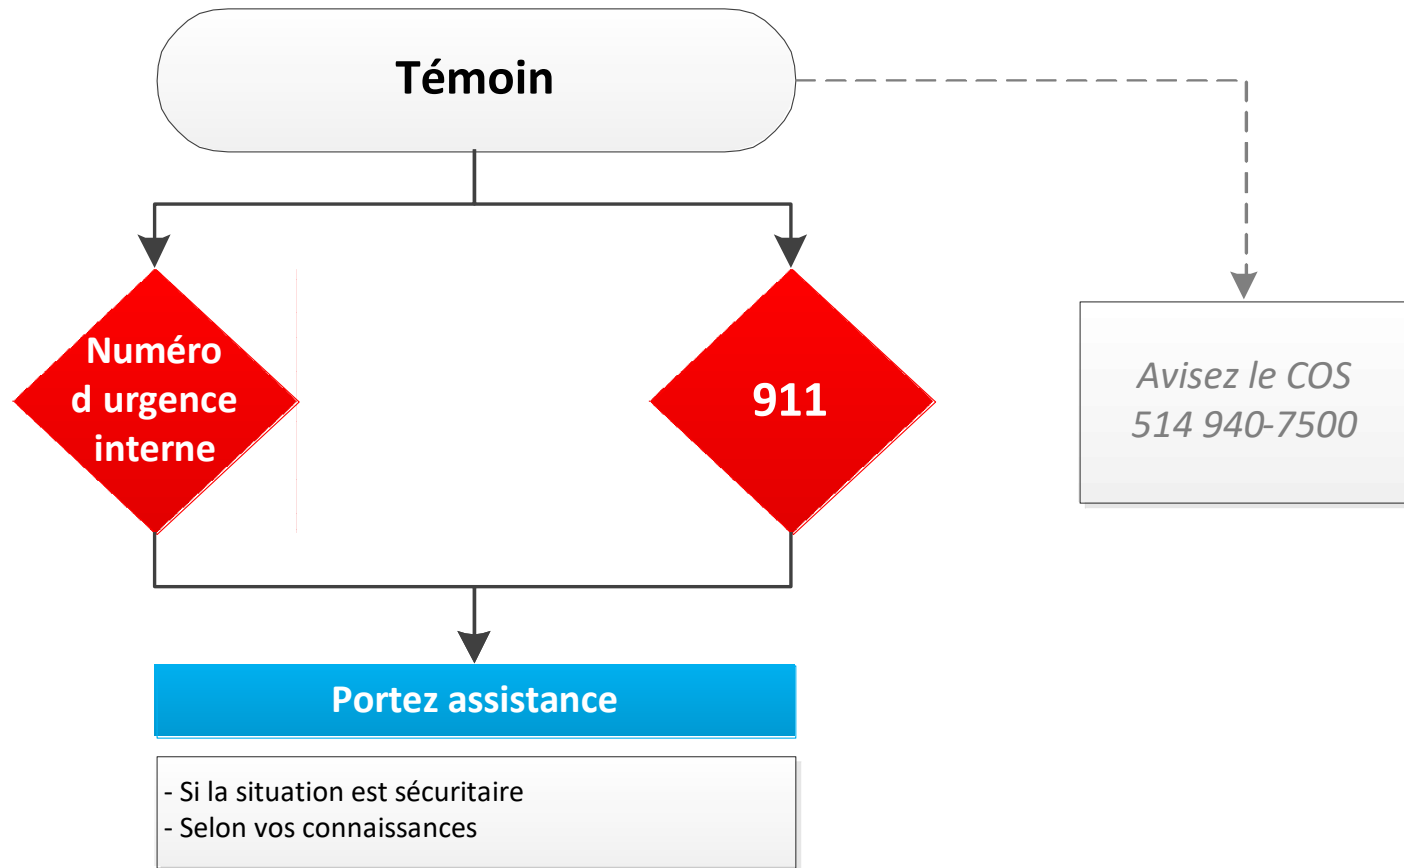 Témoin
Numéro
d urgence
interne
911
Avisez le COS
514 940-7500
Portez assistance
- Si la situation est sécuritaire
- Selon vos connaissances